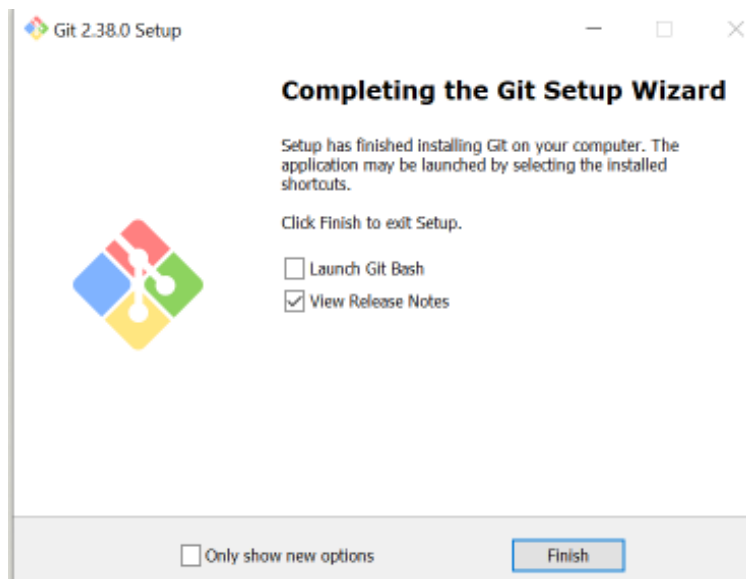 Git 2.38.0 Setup
Completing the Git Setup Wizard
Setup has finished installing Git on your computer. The
application may be launched by selecting the installed
shortcuts.
Click Finish to exit Setup.
Launch Git Bash
View Release Notes
Only show new options
Finish